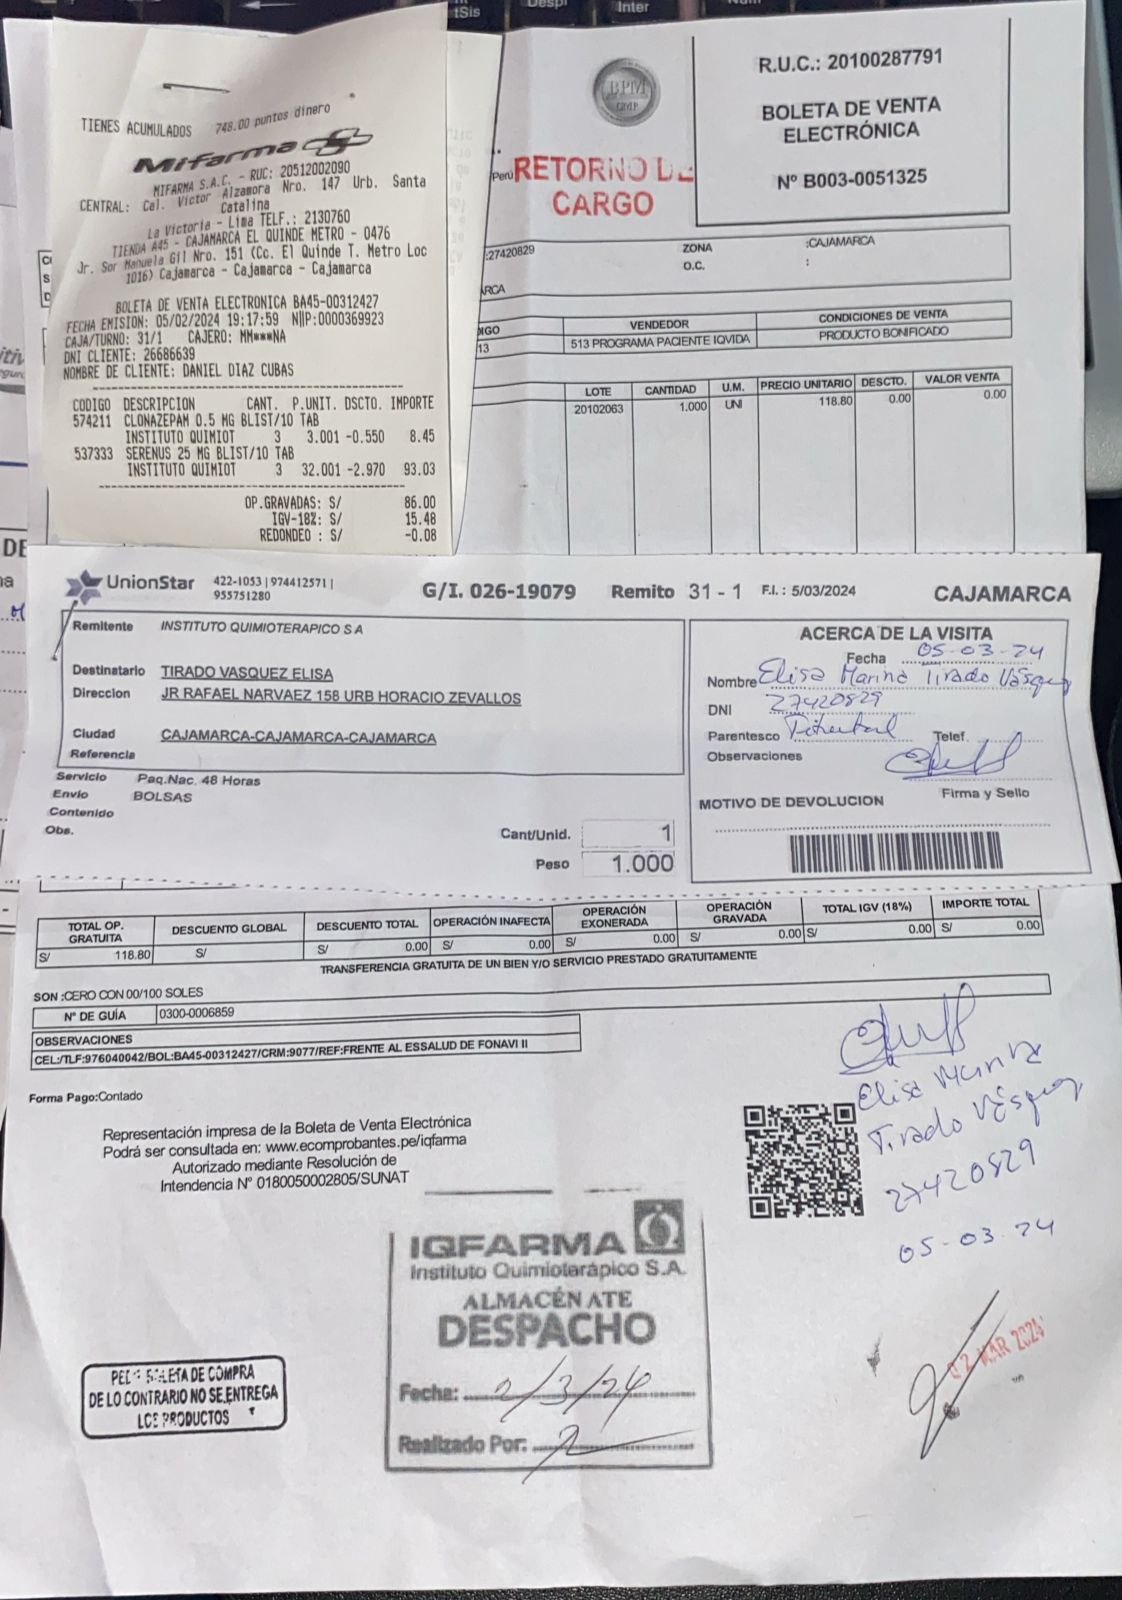 tSis
Despl
Inter
TIENES ACUMULADOS 748.00 puntos dinero
Mifarma
MIFARMA S.A.C. - RUC: 20512002090
CENTRAL: Cal. Victor Alzamora Nro. 147 Urb. Santa
Catalina
La Victoria - Lima TELF.: 2130760
TIENDA A45 - CAJAMARCA EL QUINDE METRO - 0476
Jr. Sor Manuela Gil Nro. 151 (Cc. El Quinde T. Metro Loc
1016) Cajamarca - Cajamarca - Cajamarca
BOLETA DE VENTA ELECTRONICA BA45-00312427
FECHA EMISION: 05/02/2024 19:17:59 N||P:0000369923
CAJA/TURNO: 31/1 CAJERO: MM***NA
DNI CLIENTE: 26686639
NOMBRE DE CLIENTE: DANIEL DIAZ CUBAS
CODIGO DESCRIPCION CANT. P.UNIT. DSCTO. IMPORTE
574211 CLONAZEPAM 0.5 MG BLIST/10 TAB
INSTITUTO QUIMIOT 3 3.001 -0.550 8.45
537333 SERENUS 25 MG BLIST/10 TAB
INSTITUTO QUIMIOT 3 32.001 -2.970 93.03
OP.GRAVADAS: S/ 86.00
IGV-18%: S/ 15.48
REDONDEO : S/ -0.08
BPM
GMP
Perú
RETORNO DE
CARGO
R.U.C.: 20100287791
BOLETA DE VENTA
ELECTRÓNICA
Nº B003-0051325
:27420829 ZONA :CAJAMARCA
O.C. :
ARCA
IGO VENDEDOR CONDICIONES DE VENTA
13 513 PROGRAMA PACIENTE IQVIDA PRODUCTO BONIFICADO
LOTE CANTIDAD U.M. PRECIO UNITARIO DESCTO. VALOR VENTA
20102063 1.000 UNI 118.80 0.00 0.00
UnionStar 422-1053 | 974412571 |
955751280
G/I. 026-19079 Remito 31 - 1 F.I.: 5/03/2024 CAJAMARCA
Remitente INSTITUTO QUIMIOTERAPICO S A
Destinatario TIRADO VASQUEZ ELISA
Direccion JR RAFAEL NARVAEZ 158 URB HORACIO ZEVALLOS
Ciudad CAJAMARCA-CAJAMARCA-CAJAMARCA
Referencia
Servicio Paq.Nac. 48 Horas
Envio BOLSAS
Contenido
Obs.
Cant/Unid. 1
Peso 1.000
ACERCA DE LA VISITA
Fecha 05-03-24
Nombre Elisa Marina Tirado Vásquez
DNI 27420829
Parentesco Titular Telef.
Observaciones
Firma y Sello
MOTIVO DE DEVOLUCION
TOTAL OP. GRATUITA DESCUENTO GLOBAL DESCUENTO TOTAL OPERACIÓN INAFECTA OPERACIÓN EXONERADA OPERACIÓN GRAVADA TOTAL IGV (18%) IMPORTE TOTAL
S/ 118.80 S/ S/ 0.00 S/ 0.00 S/ 0.00 S/ 0.00 S/ 0.00 S/ 0.00
TRANSFERENCIA GRATUITA DE UN BIEN Y/O SERVICIO PRESTADO GRATUITAMENTE
SON :CERO CON 00/100 SOLES
N° DE GUÍA 0300-0006859
OBSERVACIONES
CEL:/TLF:976040042/BOL:BA45-00312427/CRM:9077/REF:FRENTE AL ESSALUD DE FONAVI II
Forma Pago:Contado
Representación impresa de la Boleta de Venta Electrónica
Podrá ser consultada en: www.ecomprobantes.pe/iqfarma
Autorizado mediante Resolución de
Intendencia N° 0180050002805/SUNAT
Elisa Marina
Tirado Vásquez
27420829
05-03-24
IQFARMA
Instituto Quimioterápico S.A.
ALMACÉN ATE
DESPACHO
Fecha: 2/3/24
Realizado Por:
BOLETA DE COMPRA
DE LO CONTRARIO NO SE ENTREGA
LOS PRODUCTOS
02 MAR 2024